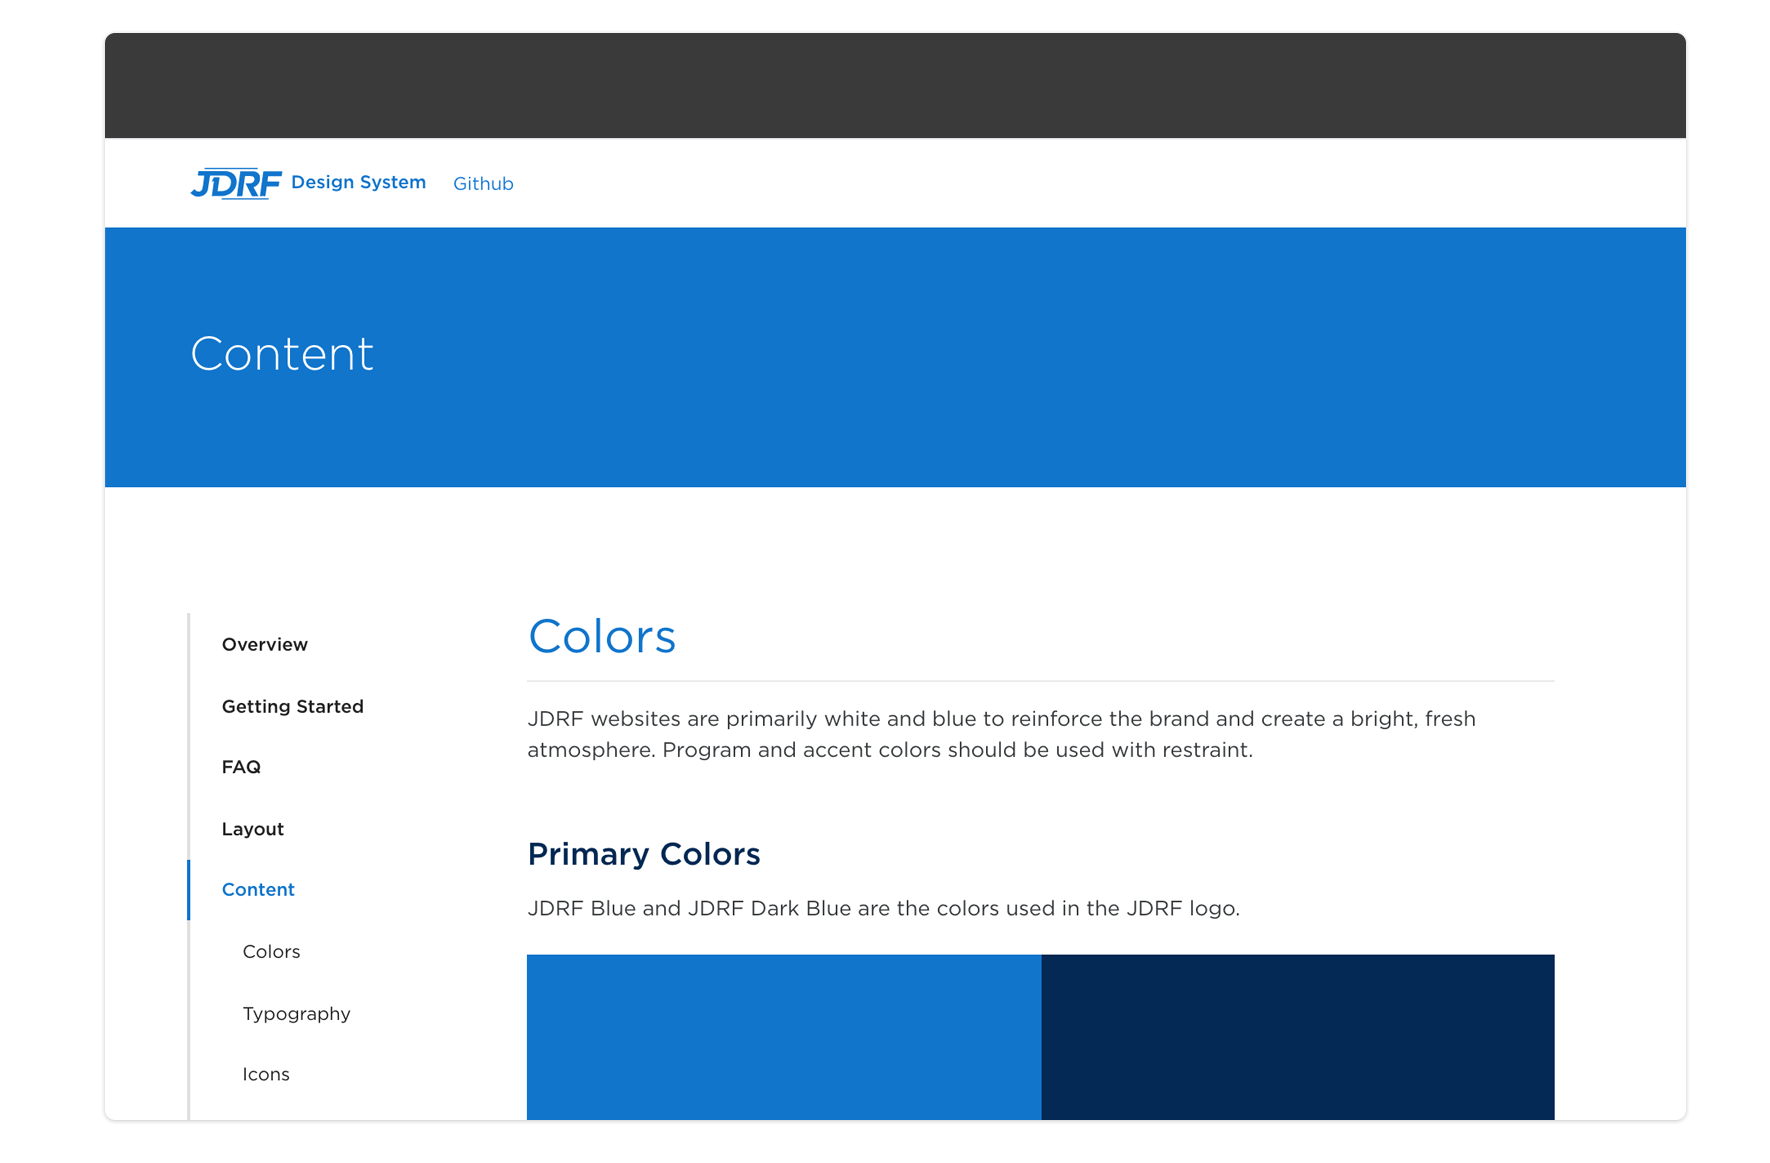 JDRF Design System Github
Content
Overview
Getting Started
FAQ
Layout
Content
Colors
Typography
Icons
Colors
JDRF websites are primarily white and blue to reinforce the brand and create a bright, fresh
atmosphere. Program and accent colors should be used with restraint.
Primary Colors
JDRF Blue and JDRF Dark Blue are the colors used in the JDRF logo.